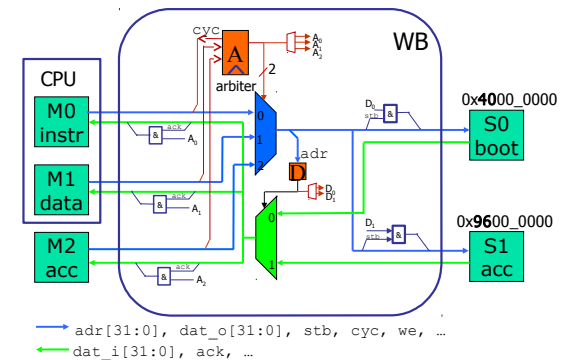 cyc
WB
A
arbiter
A₀
A₁
A₂
2
CPU
M0
instr
ack
&
A₀
0
1
2
D₀
stb
&
0x4000_0000
S0
boot
adr
D
D₀
D₁
M1
data
ack
&
A₁
0
1
D₁
stb
&
0x9600_0000
S1
acc
M2
acc
ack
&
A₂
adr[31:0], dat_o[31:0], stb, cyc, we, …
dat_i[31:0], ack, …